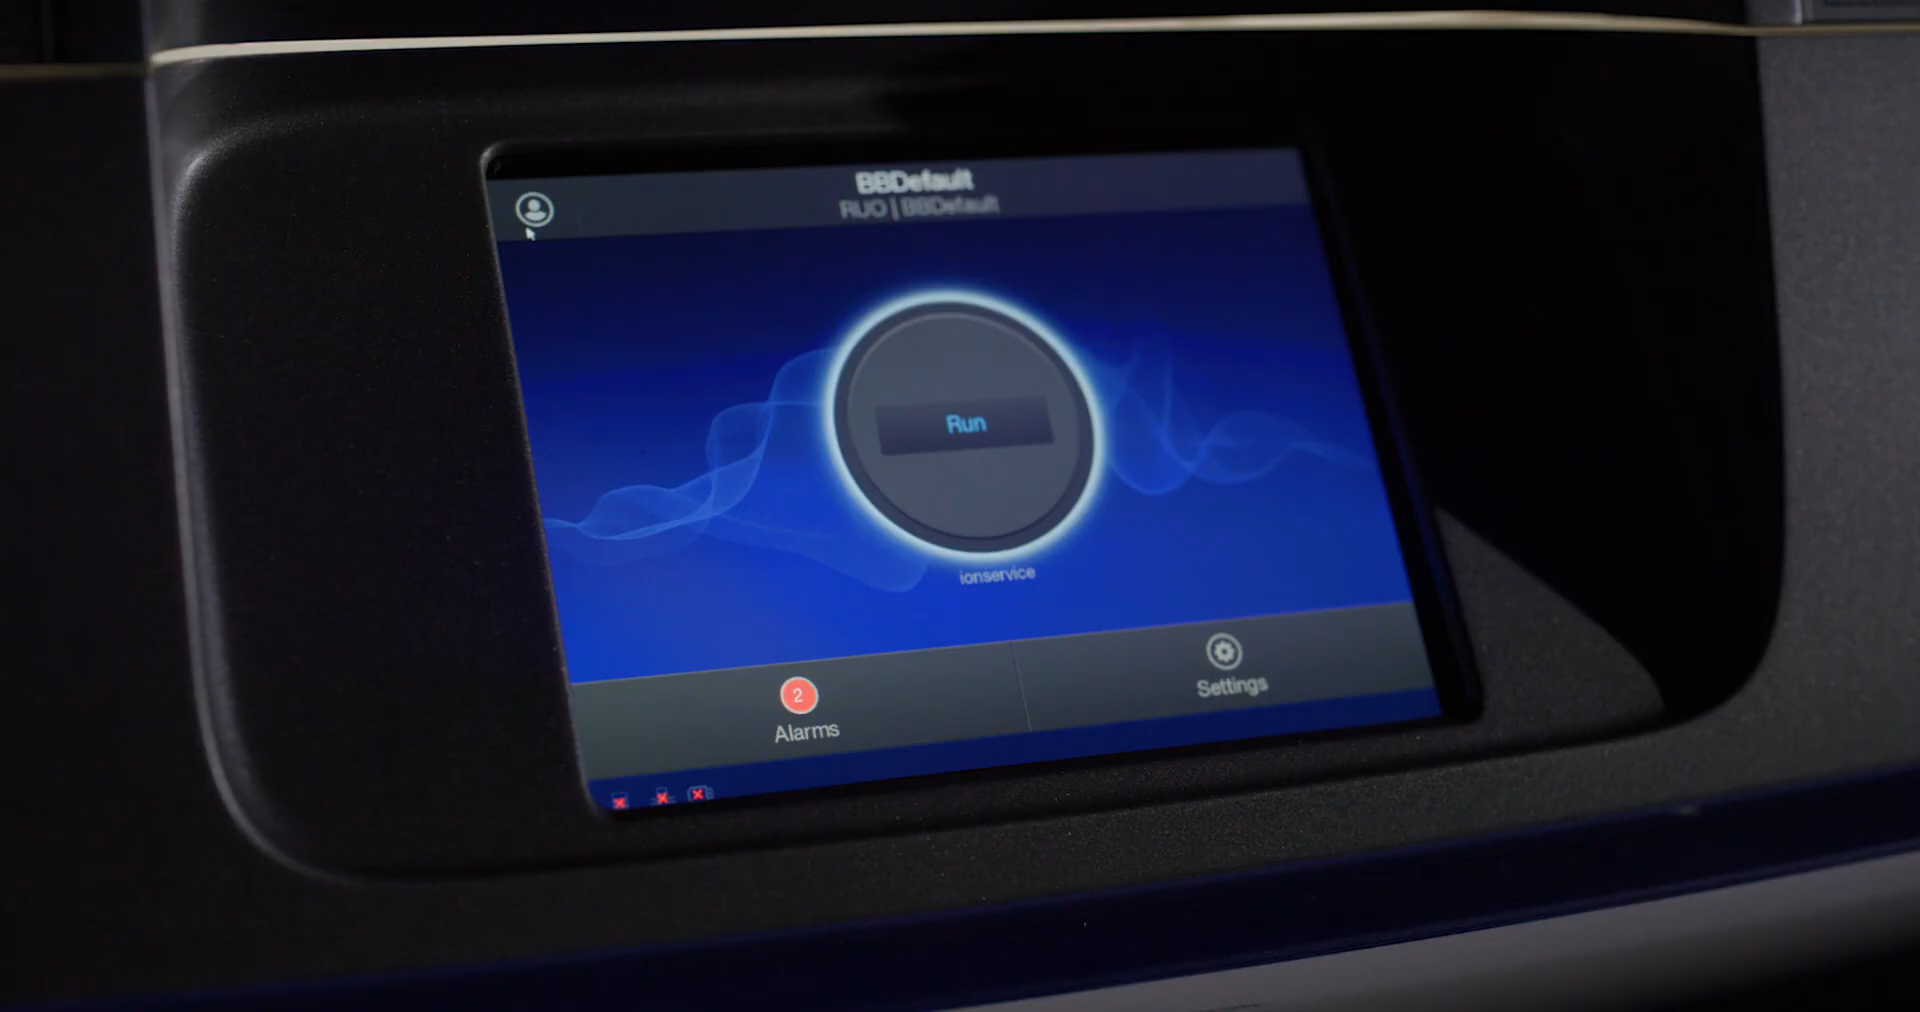 BBDefault
RUO | BBDefault
Run
ionservice
2
Alarms
Settings